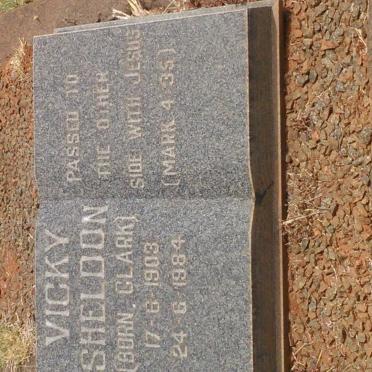 VICKY
SHELDON
(BORN. CLARK)
17-6-1903
24-6-1984
PASSED TO
THE OTHER
SIDE WITH JESUS.
(MARK 4:35)